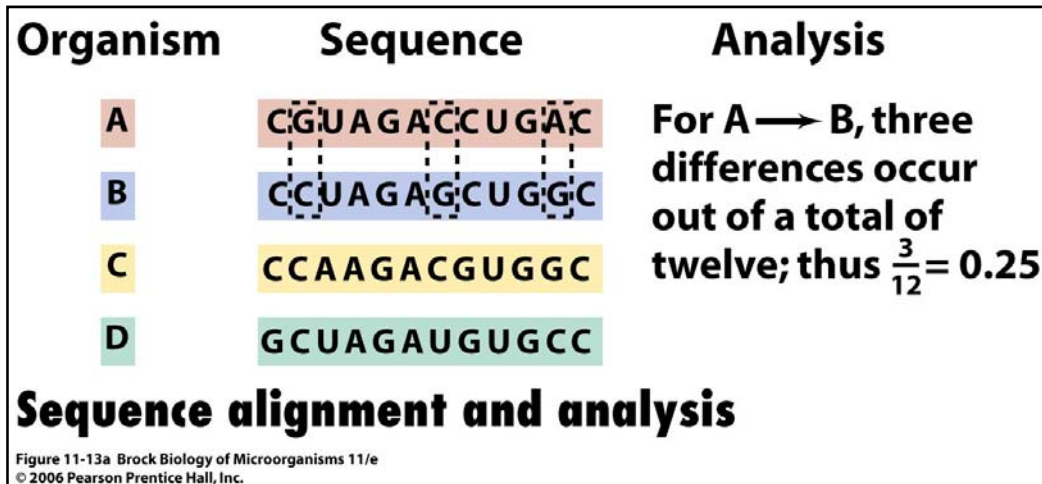 Organism Sequence Analysis
A CGUAGACCUGAC For A → B, three
differences occur
B CCUAGAGCUGGC out of a total of
C CCAAGACGUGGC twelve; thus 3/12 = 0.25
D GCUAGAUGUGCC
Sequence alignment and analysis
Figure 11-13a Brock Biology of Microorganisms 11/e
© 2006 Pearson Prentice Hall, Inc.